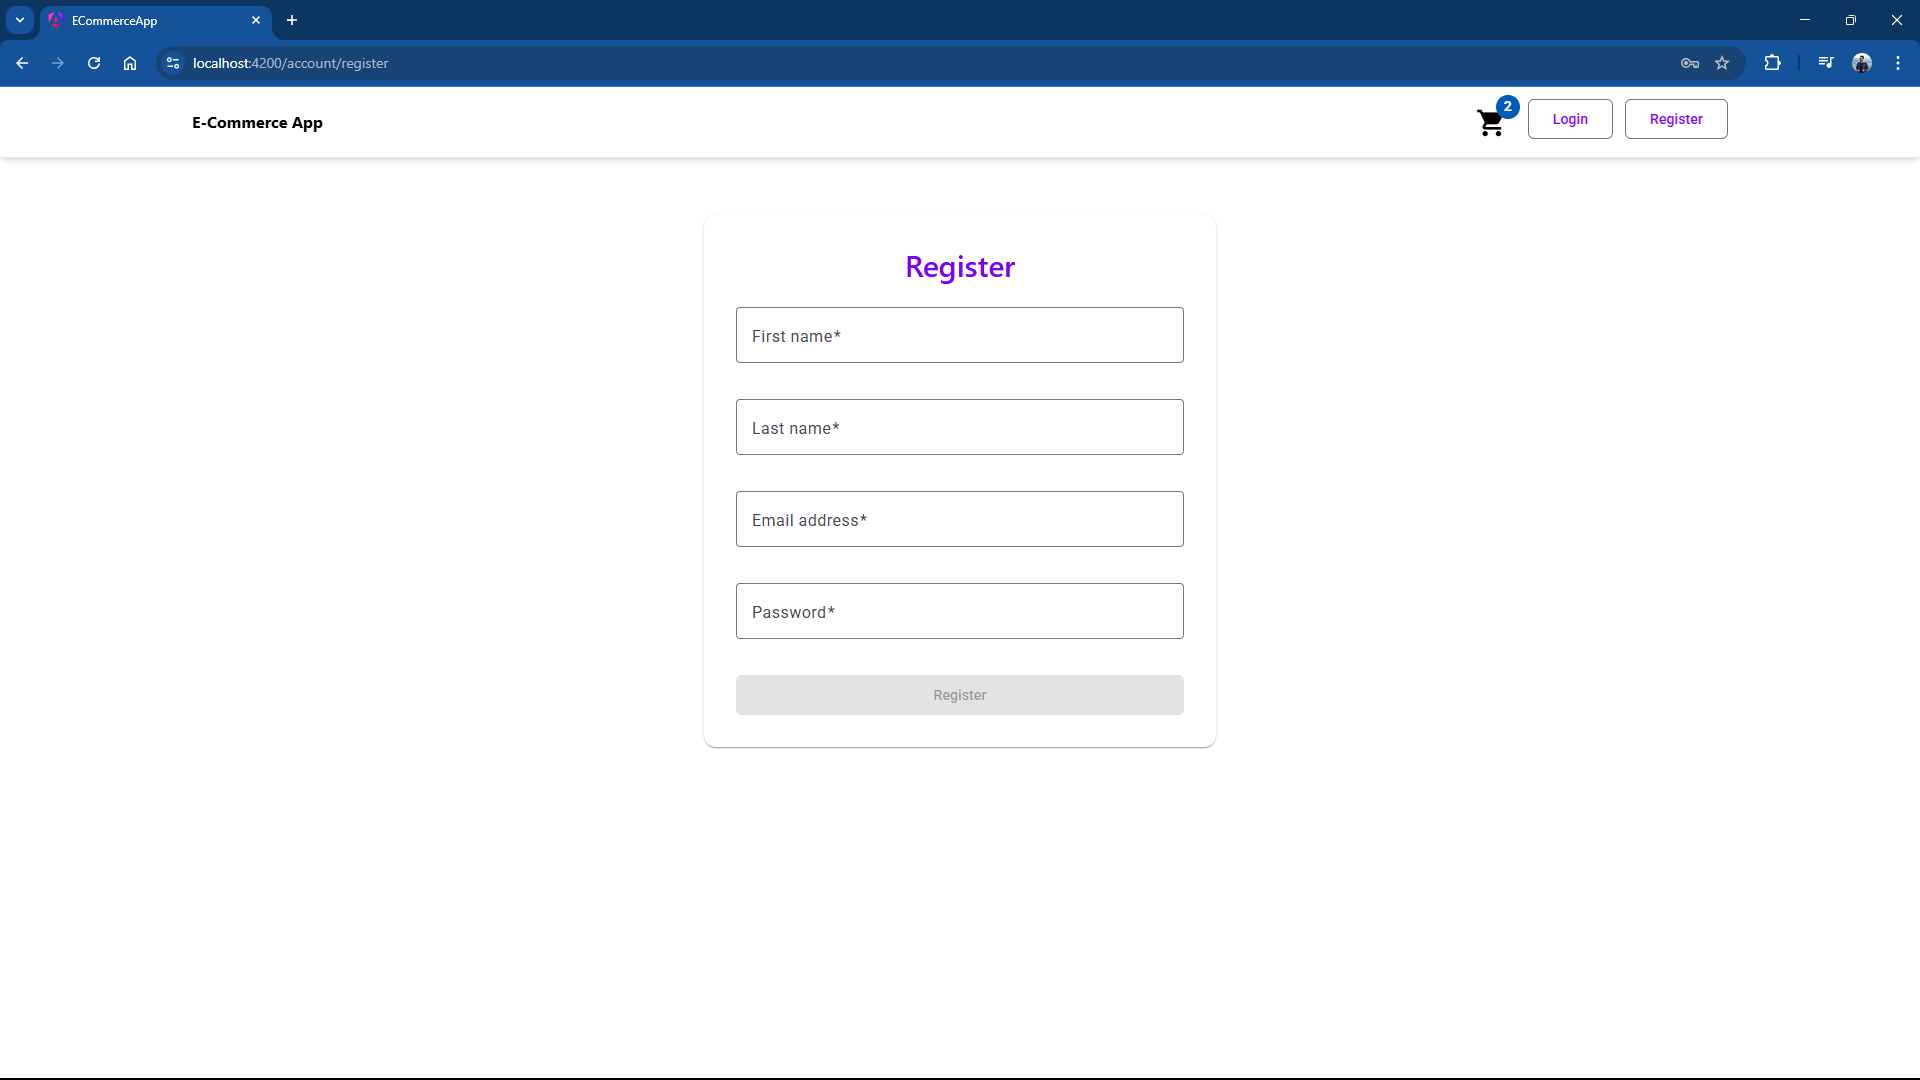 ECommerceApp
localhost:4200/account/register
E-Commerce App
2
Login
Register
Register
First name*
Last name*
Email address*
Password*
Register